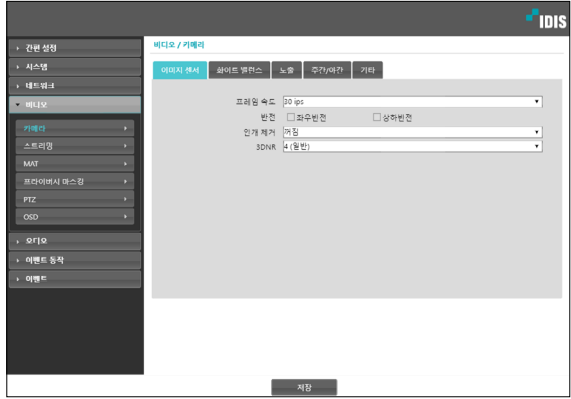 IDIS
간편 설정
시스템
네트워크
비디오
카메라
스트리밍
MAT
프라이버시 마스킹
PTZ
OSD
오디오
이벤트 동작
이벤트
비디오 / 카메라
이미지 센서 화이트 밸런스 노출 주간/야간 기타
프레임 속도 30 ips
반전 좌우반전 상하반전
안개 제거 꺼짐
3DNR 4 (일반)
저장